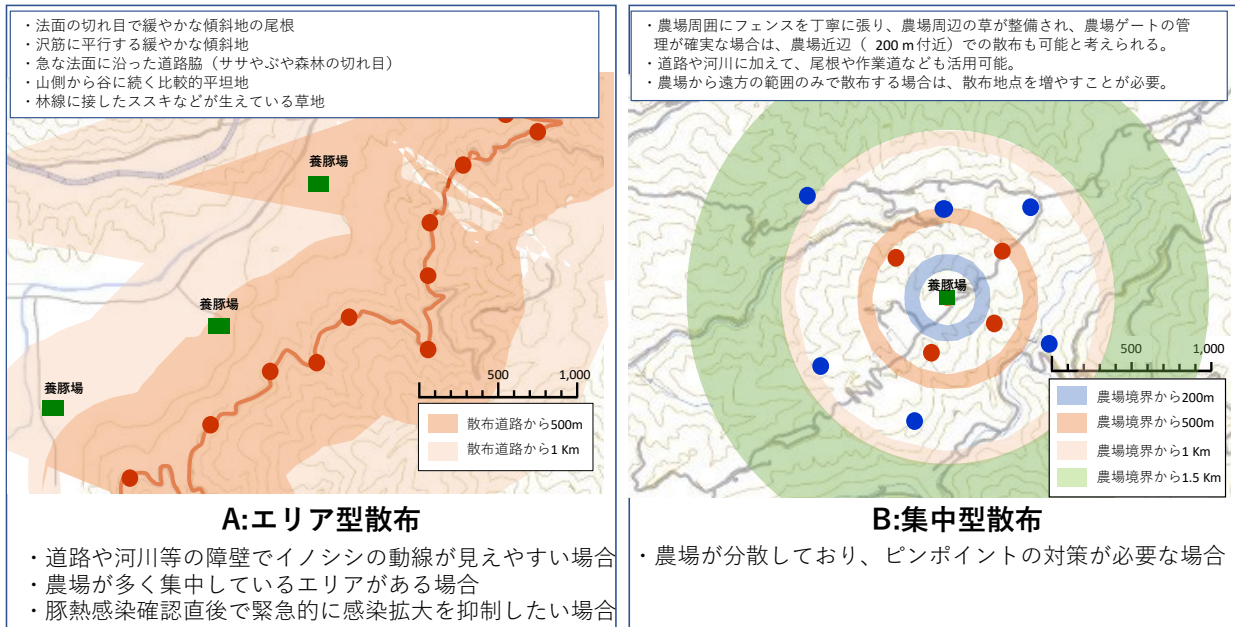 ・法面の切れ目で緩やかな傾斜地の尾根
・沢筋に平行する緩やかな傾斜地
・急な法面に沿った道路脇（ササやぶや森林の切れ目）
・山側から谷に続く比較的平坦地
・林縁に接したススキなどが生えている草地
養豚場
養豚場
養豚場
500 1,000
散布道路から500m
散布道路から1 Km
A:エリア型散布
・道路や河川等の障壁でイノシシの動線が見えやすい場合
・農場が多く集中しているエリアがある場合
・豚熱感染確認直後で緊急的に感染拡大を抑制したい場合
・農場周囲にフェンスを丁寧に張り、農場周辺の草が整備され、農場ゲートの管
理が確実な場合は、農場近辺（ 200 m付近）での散布も可能と考えられる。
・道路や河川に加えて、尾根や作業道なども活用可能。
・農場から遠方の範囲のみで散布する場合は、散布地点を増やすことが必要。
養豚場
500 1,000
農場境界から200m
農場境界から500m
農場境界から1 Km
農場境界から1.5 Km
B:集中型散布
・農場が分散しており、ピンポイントの対策が必要な場合